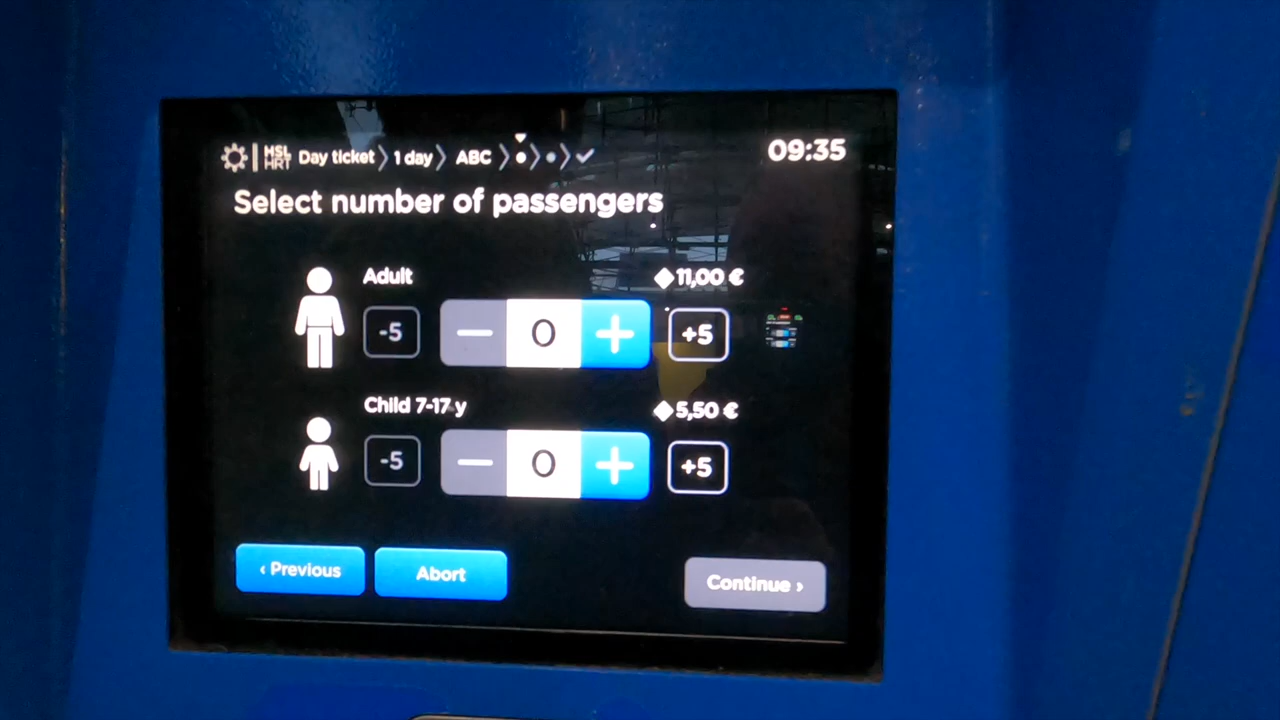 HSL HRT Day ticket 1 day ABC 09:35
Select number of passengers
Adult 11,00 €
-5 — 0 + +5
Child 7-17 y 5,50 €
-5 — 0 + +5
‹ Previous Abort Continue ›